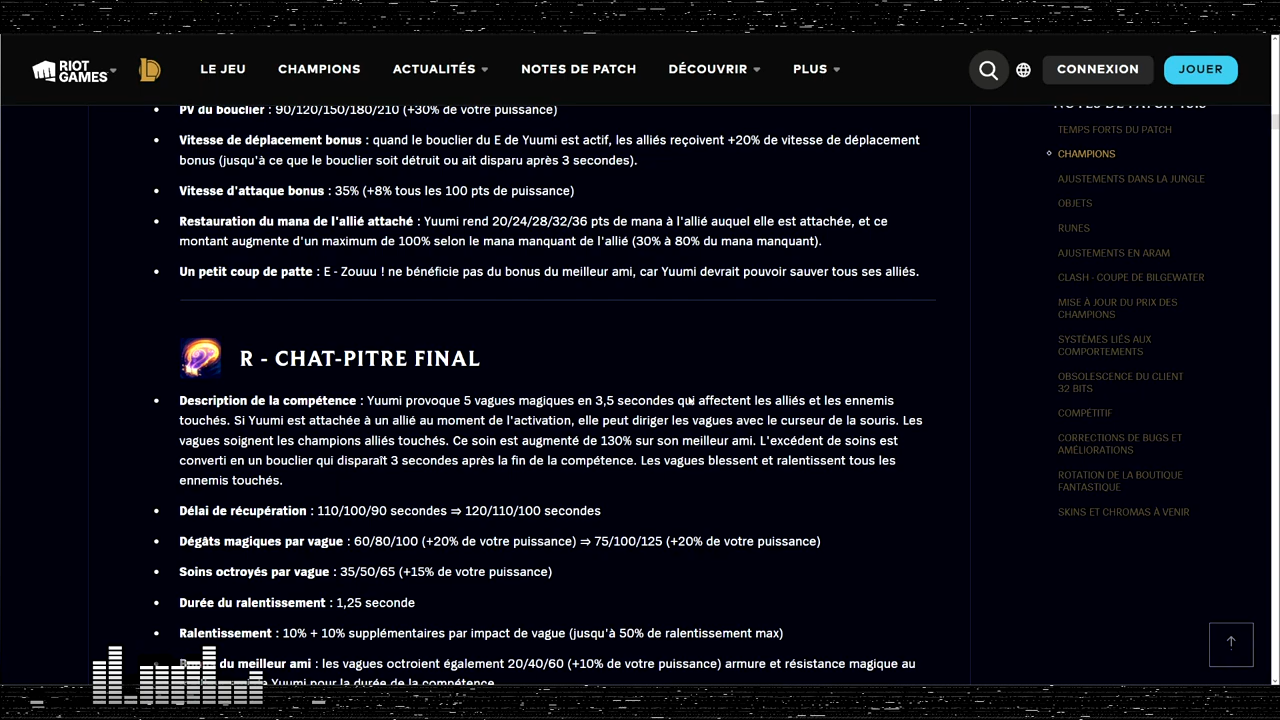 RIOT GAMES
LE JEU
CHAMPIONS
ACTUALITÉS
NOTES DE PATCH
DÉCOUVRIR
PLUS
CONNEXION
JOUER
PV du bouclier : 90/120/150/180/210 (+30% de votre puissance)
Vitesse de déplacement bonus : quand le bouclier du E de Yuumi est actif, les alliés reçoivent +20% de vitesse de déplacement
bonus (jusqu'à ce que le bouclier soit détruit ou ait disparu après 3 secondes).
Vitesse d'attaque bonus : 35% (+8% tous les 100 pts de puissance)
Restauration du mana de l'allié attaché : Yuumi rend 20/24/28/32/36 pts de mana à l'allié auquel elle est attachée, et ce
montant augmente d'un maximum de 100% selon le mana manquant de l'allié (30% à 80% du mana manquant).
Un petit coup de patte : E - Zouuu ! ne bénéficie pas du bonus du meilleur ami, car Yuumi devrait pouvoir sauver tous ses alliés.
R - CHAT-PITRE FINAL
Description de la compétence : Yuumi provoque 5 vagues magiques en 3,5 secondes qui affectent les alliés et les ennemis
touchés. Si Yuumi est attachée à un allié au moment de l'activation, elle peut diriger les vagues avec le curseur de la souris. Les
vagues soignent les champions alliés touchés. Ce soin est augmenté de 130% sur son meilleur ami. L'excédent de soins est
converti en un bouclier qui disparaît 3 secondes après la fin de la compétence. Les vagues blessent et ralentissent tous les
ennemis touchés.
Délai de récupération : 110/100/90 secondes ⇒ 120/110/100 secondes
Dégâts magiques par vague : 60/80/100 (+20% de votre puissance) ⇒ 75/100/125 (+20% de votre puissance)
Soins octroyés par vague : 35/50/65 (+15% de votre puissance)
Durée du ralentissement : 1,25 seconde
Ralentissement : 10% + 10% supplémentaires par impact de vague (jusqu'à 50% de ralentissement max)
du meilleur ami : les vagues octroient également 20/40/60 (+10% de votre puissance) armure et résistance magique au
Yuumi pour la durée de la compétence
TEMPS FORTS DU PATCH
CHAMPIONS
AJUSTEMENTS DANS LA JUNGLE
OBJETS
RUNES
AJUSTEMENTS EN ARAM
CLASH - COUPE DE BILGEWATER
MISE À JOUR DU PRIX DES
CHAMPIONS
SYSTÈMES LIÉS AUX
COMPORTEMENTS
OBSOLESCENCE DU CLIENT
32 BITS
COMPÉTITIF
CORRECTIONS DE BUGS ET
AMÉLIORATIONS
ROTATION DE LA BOUTIQUE
FANTASTIQUE
SKINS ET CHROMAS À VENIR